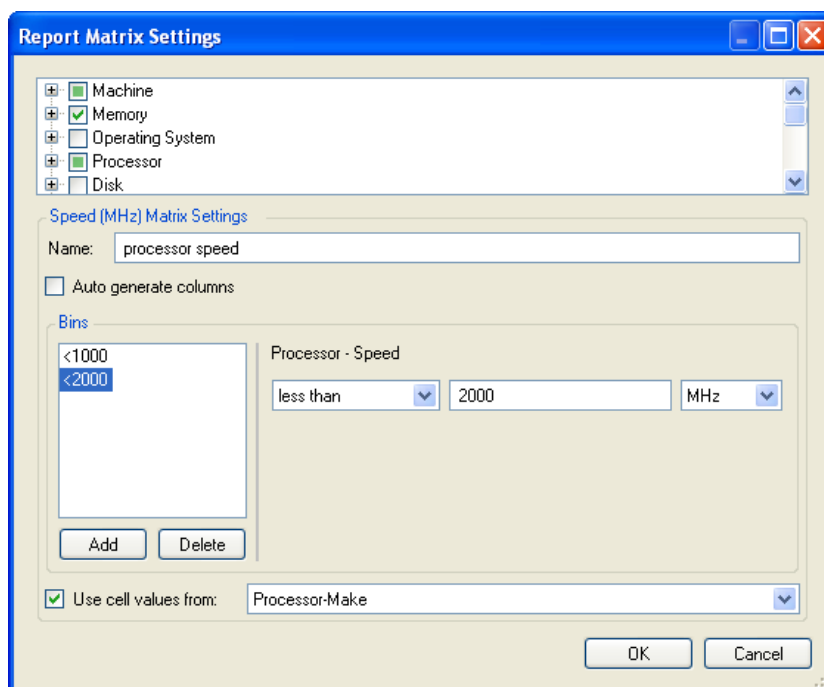 Report Matrix Settings
Machine
Memory
Operating System
Processor
Disk
Speed (MHz) Matrix Settings
Name: processor speed
Auto generate columns
Bins
<1000
<2000
Processor - Speed
less than 2000 MHz
Add Delete
Use cell values from: Processor-Make
OK Cancel